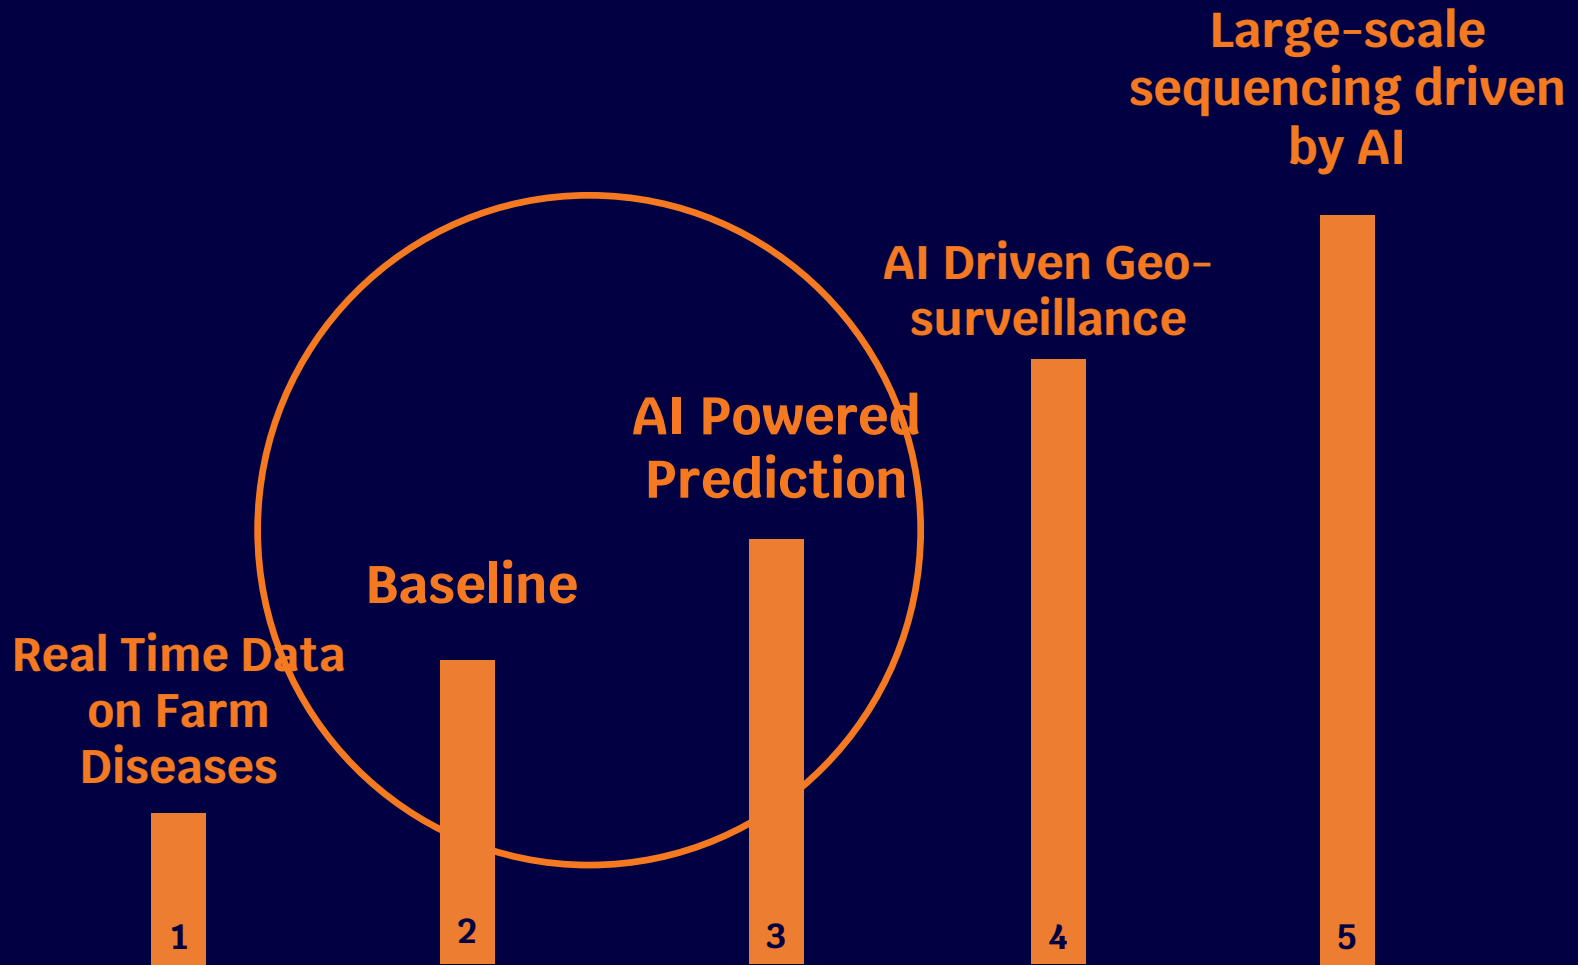 Real Time Data
on Farm
Diseases
1
Baseline
2
AI Powered
Prediction
3
AI Driven Geo-
surveillance
4
Large-scale
sequencing driven
by AI
5